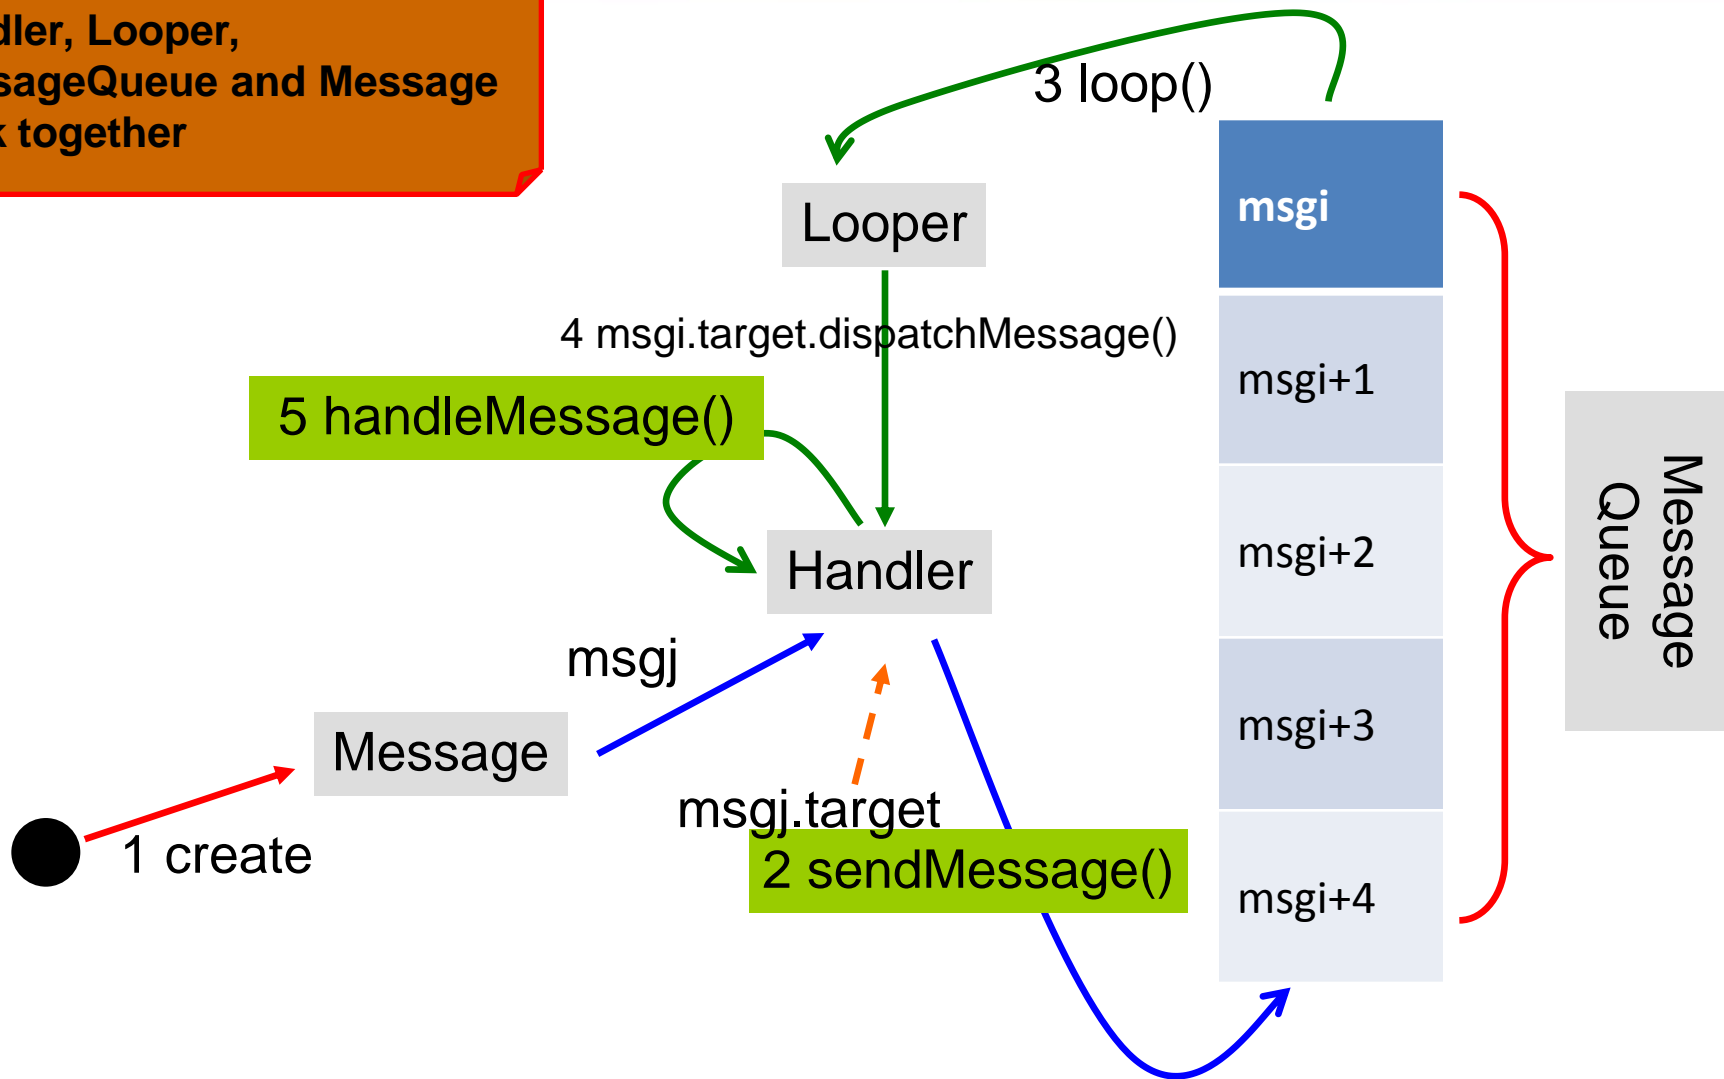 dler, Looper,
sageQueue and Message
k together
3 loop()
Looper
msgi
4 msgi.target.dispatchMessage()
msgi+1
5 handleMessage()
Handler
msgi+2
Message
Queue
msgj
Message
msgi+3
msgj.target
1 create
2 sendMessage()
msgi+4